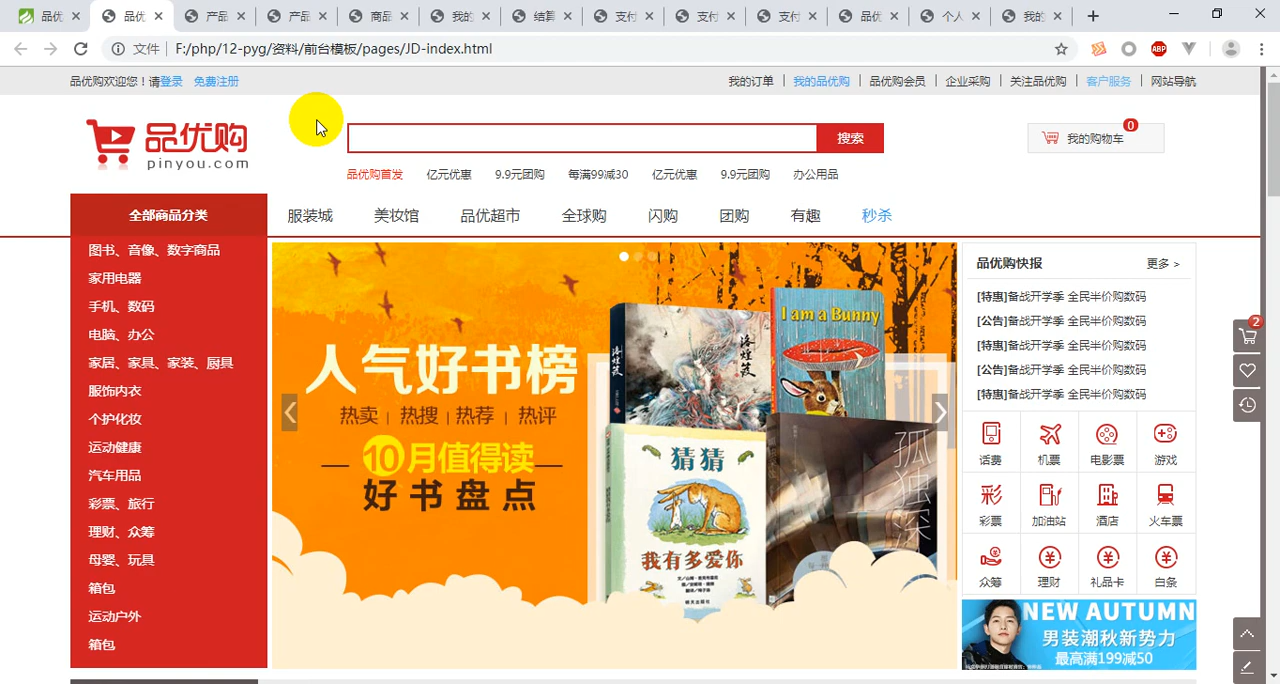 品优
品优
产品
产品
商品
我的
结算
支付
支付
支付
品优
个人
我的
文件 F:/php/12-pyg/资料/前台模板/pages/JD-index.html
ABP
品优购欢迎您！请登录 免费注册
我的订单 我的品优购 品优购会员 企业采购 关注品优购 客户服务 网站导航
品优购
pinyou.com
搜索
我的购物车 0
品优购首发 亿元优惠 9.9元团购 每满99减30 亿元优惠 9.9元团购 办公用品
全部商品分类 服装城 美妆馆 品优超市 全球购 闪购 团购 有趣 秒杀
图书、音像、数字商品
家用电器
手机、数码
电脑、办公
家居、家具、家装、厨具
服饰内衣
个护化妆
运动健康
汽车用品
彩票、旅行
理财、众筹
母婴、玩具
箱包
运动户外
箱包
人气好书榜
热卖 | 热搜 | 热荐 | 热评
10月值得读
好书盘点
洛煌笈
洛煌笈
I am a Bunny
猜猜
我有多爱你
孤独深
品优购快报 更多 >
[特惠]备战开学季 全民半价购数码
[公告]备战开学季 全民半价购数码
[特惠]备战开学季 全民半价购数码
[公告]备战开学季 全民半价购数码
[特惠]备战开学季 全民半价购数码
话费 机票 电影票 游戏
彩
彩票 加油站 酒店 火车票
众筹 理财 礼品卡 白条
NEW AUTUMN
男装潮秋新势力
最高满199减50
2